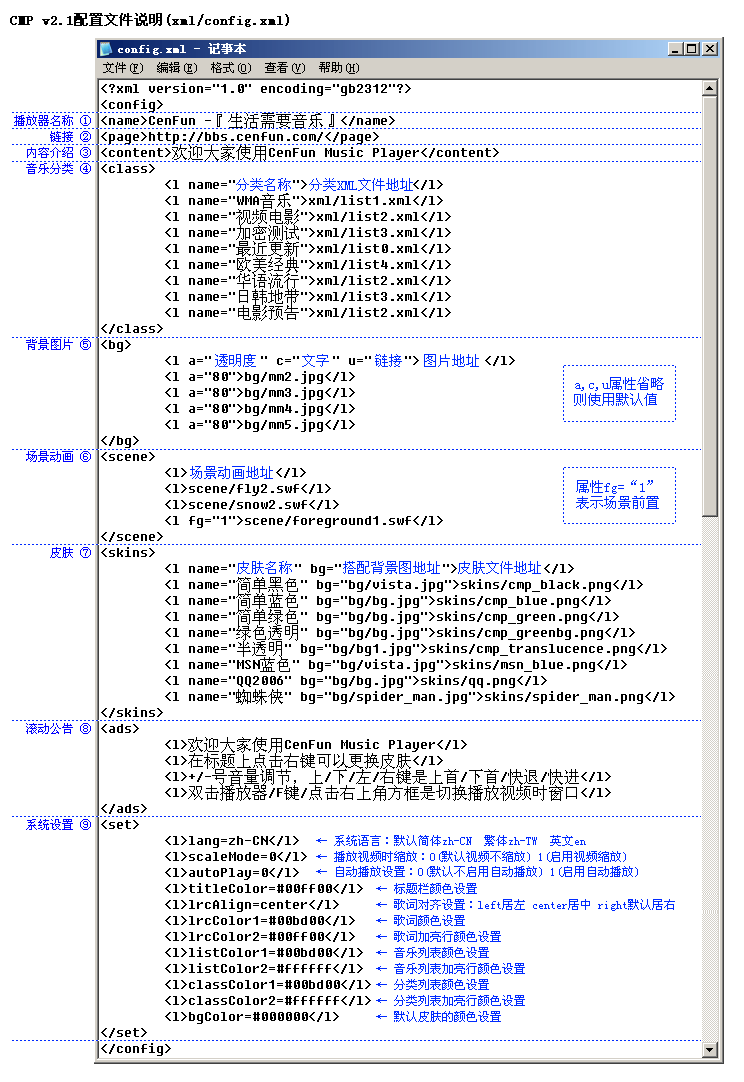 CMP v2.1配置文件说明(xml/config.xml)
config.xml - 记事本
文件(F) 编辑(E) 格式(O) 查看(V) 帮助(H)
<?xml version="1.0" encoding="gb2312"?>
<config>
播放器名称 ① <name>CenFun -『生活需要音乐』</name>
链接 ② <page>http://bbs.cenfun.com/</page>
内容介绍 ③ <content>欢迎大家使用CenFun Music Player</content>
音乐分类 ④ <class>
<l name="分类名称">分类XML文件地址</l>
<l name="WMA音乐">xml/list1.xml</l>
<l name="视频电影">xml/list2.xml</l>
<l name="加密测试">xml/list3.xml</l>
<l name="最近更新">xml/list0.xml</l>
<l name="欧美经典">xml/list4.xml</l>
<l name="华语流行">xml/list2.xml</l>
<l name="日韩地带">xml/list3.xml</l>
<l name="电影预告">xml/list2.xml</l>
</class>
背景图片 ⑤ <bg>
<l a="透明度" c="文字" u="链接">图片地址</l>
<l a="80">bg/mm2.jpg</l>
<l a="80">bg/mm3.jpg</l>
<l a="80">bg/mm4.jpg</l>
<l a="80">bg/mm5.jpg</l>
a,c,u属性省略
则使用默认值
</bg>
场景动画 ⑥ <scene>
<l>场景动画地址</l>
<l>scene/fly2.swf</l>
<l>scene/snow2.swf</l>
<l fg="1">scene/foreground1.swf</l>
属性fg=“1”
表示场景前置
</scene>
皮肤 ⑦ <skins>
<l name="皮肤名称" bg="搭配背景图地址">皮肤文件地址</l>
<l name="简单黑色" bg="bg/vista.jpg">skins/cmp_black.png</l>
<l name="简单蓝色" bg="bg/bg.jpg">skins/cmp_blue.png</l>
<l name="简单绿色" bg="bg/bg.jpg">skins/cmp_green.png</l>
<l name="绿色透明" bg="bg/bg.jpg">skins/cmp_greenbg.png</l>
<l name="半透明" bg="bg/bg1.jpg">skins/cmp_translucence.png</l>
<l name="MSN蓝色" bg="bg/vista.jpg">skins/msn_blue.png</l>
<l name="QQ2006" bg="bg/bg.jpg">skins/qq.png</l>
<l name="蜘蛛侠" bg="bg/spider_man.jpg">skins/spider_man.png</l>
</skins>
滚动公告 ⑧ <ads>
<l>欢迎大家使用CenFun Music Player</l>
<l>在标题上点击右键可以更换皮肤</l>
<l>+/-号音量调节, 上/下/左/右键是上首/下首/快退/快进</l>
<l>双击播放器/F键/点击右上角方框是切换播放视频时窗口</l>
</ads>
系统设置 ⑨ <set>
<l>lang=zh-CN</l> ← 系统语言：默认简体zh-CN 繁体zh-TW 英文en
<l>scaleMode=0</l> ← 播放视频时缩放：0(默认视频不缩放) 1(启用视频缩放)
<l>autoPlay=0</l> ← 自动播放设置：0(默认不启用自动播放) 1(启用自动播放)
<l>titleColor=#00ff00</l> ← 标题栏颜色设置
<l>lrcAlign=center</l> ← 歌词对齐设置：left居左 center居中 right默认居右
<l>lrcColor1=#00bd00</l> ← 歌词颜色设置
<l>lrcColor2=#00ff00</l> ← 歌词加亮行颜色设置
<l>listColor1=#00bd00</l> ← 音乐列表颜色设置
<l>listColor2=#ffffff</l> ← 音乐列表加亮行颜色设置
<l>classColor1=#00bd00</l> ← 分类列表颜色设置
<l>classColor2=#ffffff</l> ← 分类列表加亮行颜色设置
<l>bgColor=#000000</l> ← 默认皮肤的颜色设置
</set>
</config>